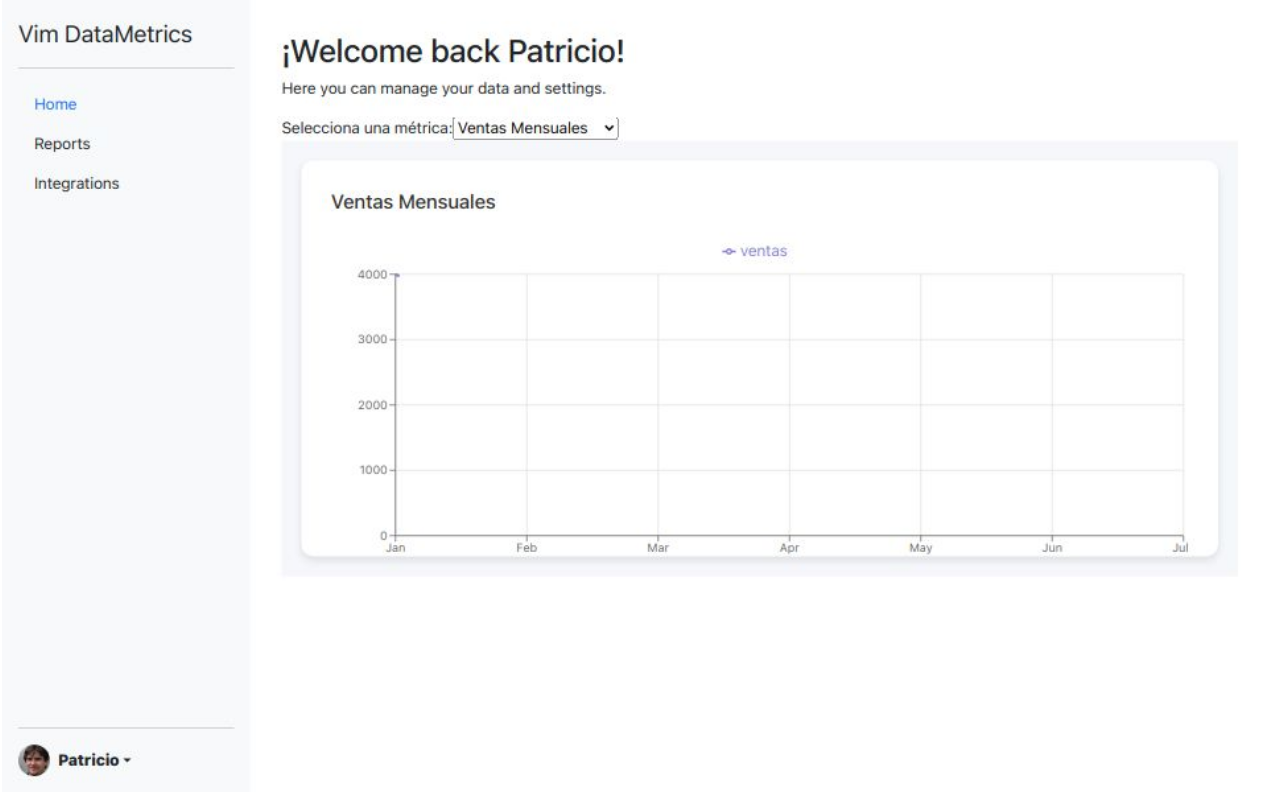 Vim DataMetrics
Home
Reports
Integrations
Patricio
¡Welcome back Patricio!
Here you can manage your data and settings.
Selecciona una métrica: Ventas Mensuales
Ventas Mensuales
ventas
4000
3000
2000
1000
0
Jan Feb Mar Apr May Jun Jul